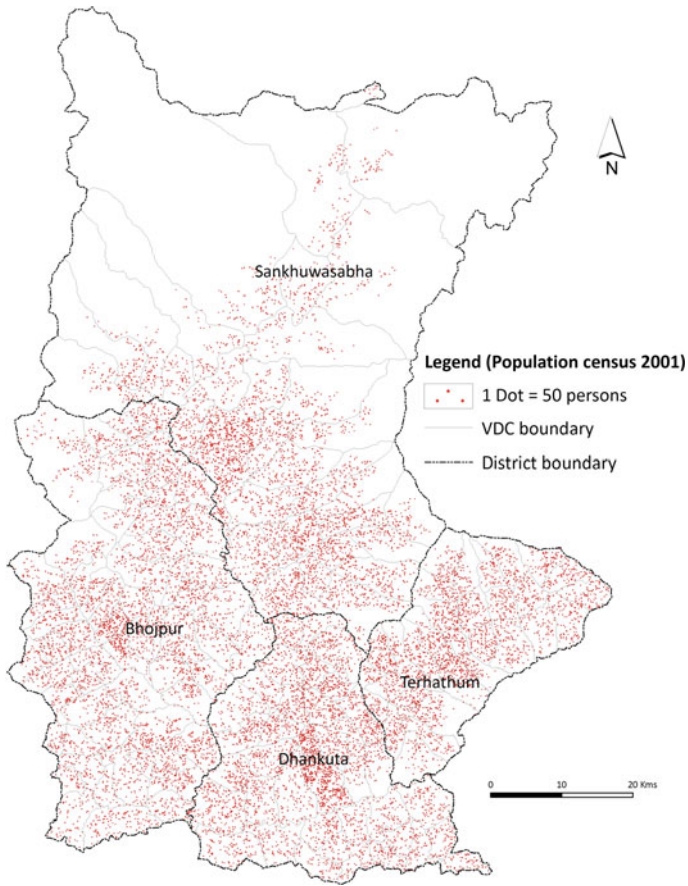 N
Sankhuwasabha
Legend (Population census 2001)
1 Dot = 50 persons
VDC boundary
District boundary
Bhojpur
Terhathum
Dhankuta
0 10 20 Kms